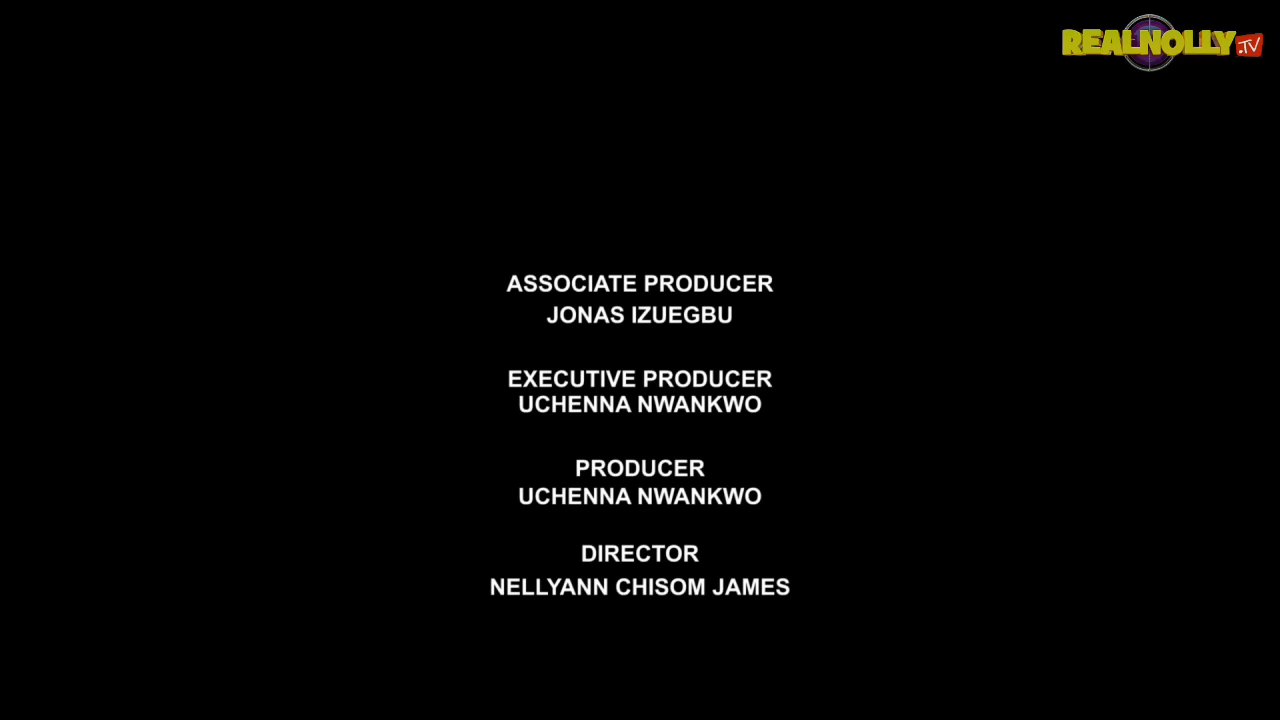 REALNOLLY.TV
ASSOCIATE PRODUCER
JONAS IZUEGBU
EXECUTIVE PRODUCER
UCHENNA NWANKWO
PRODUCER
UCHENNA NWANKWO
DIRECTOR
NELLYANN CHISOM JAMES